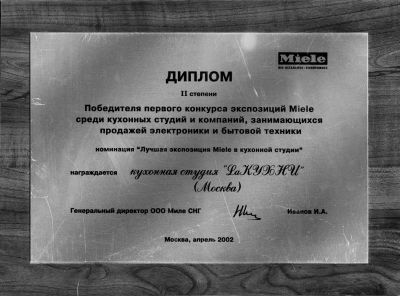 Miele
ДИПЛОМ
II степени
Победителя первого конкурса экспозиций Miele
среди кухонных студий и компаний, занимающихся
продажей электроники и бытовой техники
номинация "Лучшая экспозиция Miele в кухонной студии"
награждается кухонная студия "LаКУХНИ"
(Москва)
Генеральный директор ООО Миле СНГ Иванов И.А.
Москва, апрель 2002